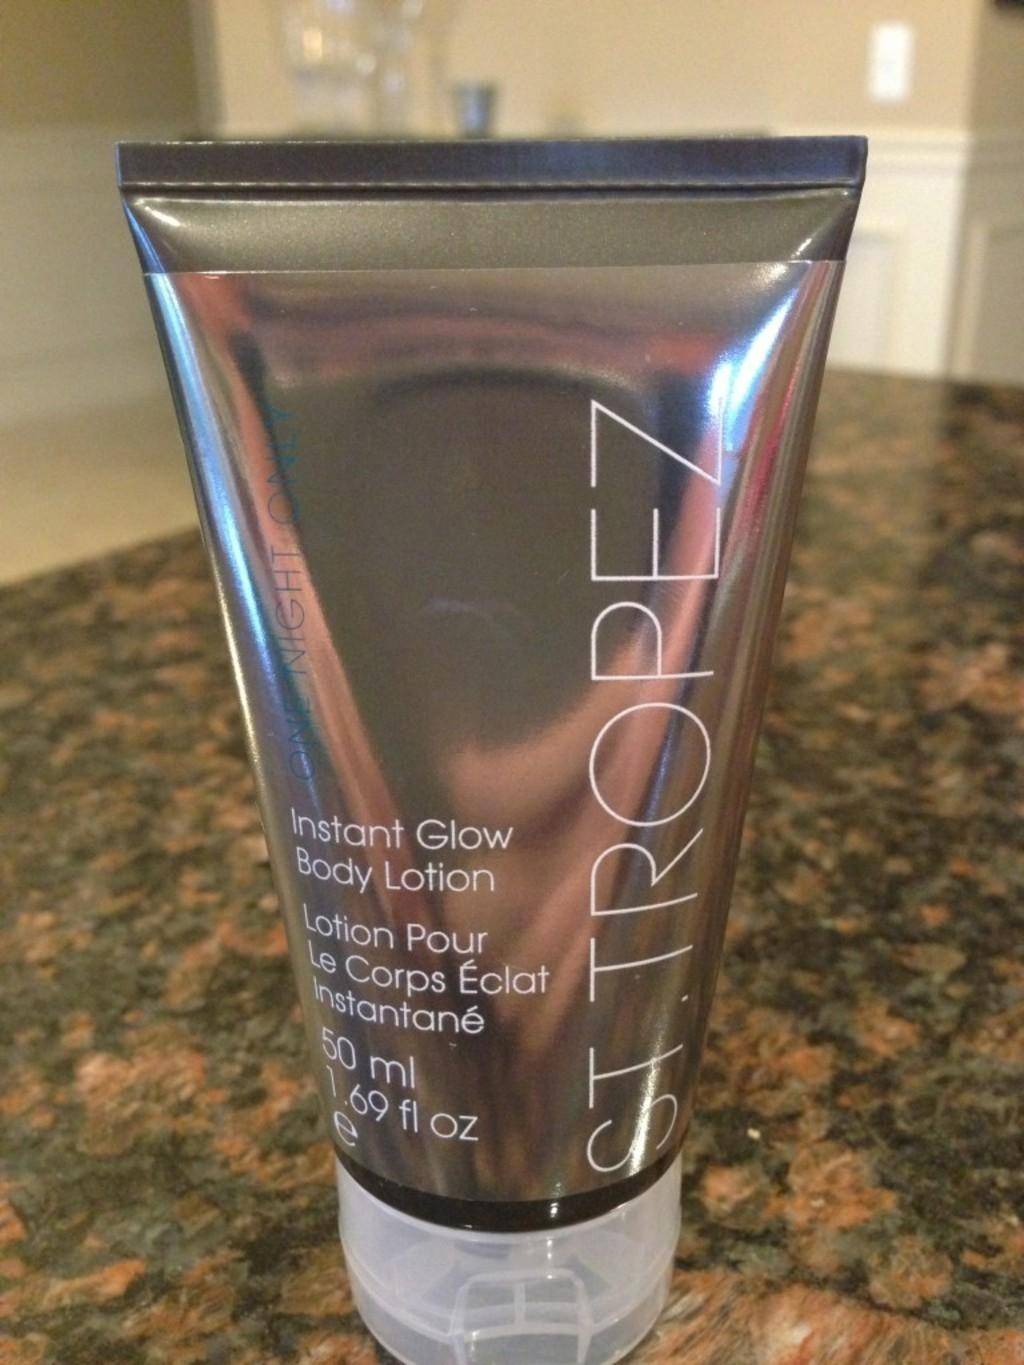 ONE NIGHT ONLY
Instant Glow
Body Lotion
Lotion Pour
Le Corps Éclat
Instantané
50 ml
1.69 fl oz
e
ST.TROPEZ